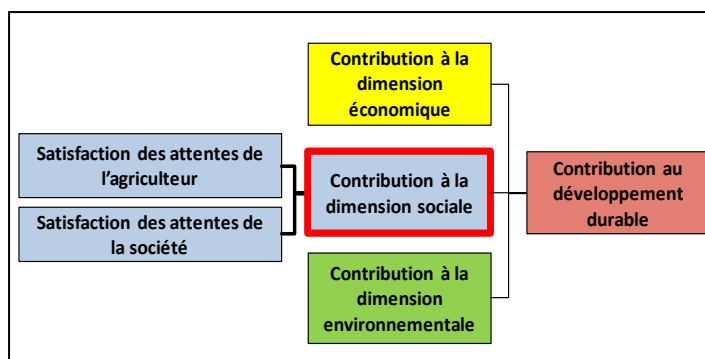 Contribution à la
dimension
économique
Satisfaction des attentes de
l’agriculteur
Contribution à la
dimension sociale
Contribution au
développement
durable
Satisfaction des attentes de
la société
Contribution à la
dimension
environnementale